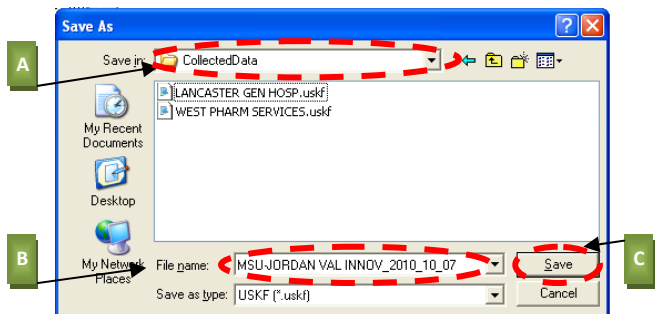 Save As
A
Save in: CollectedData
LANCASTER GEN HOSP.uskf
WEST PHARM SERVICES.uskf
My Recent
Documents
Desktop
My Network
Places
B
File name: MSU-JORDAN VAL INNOV_2010_10_07 Save
C
Save as type: USKF (*.uskf) Cancel